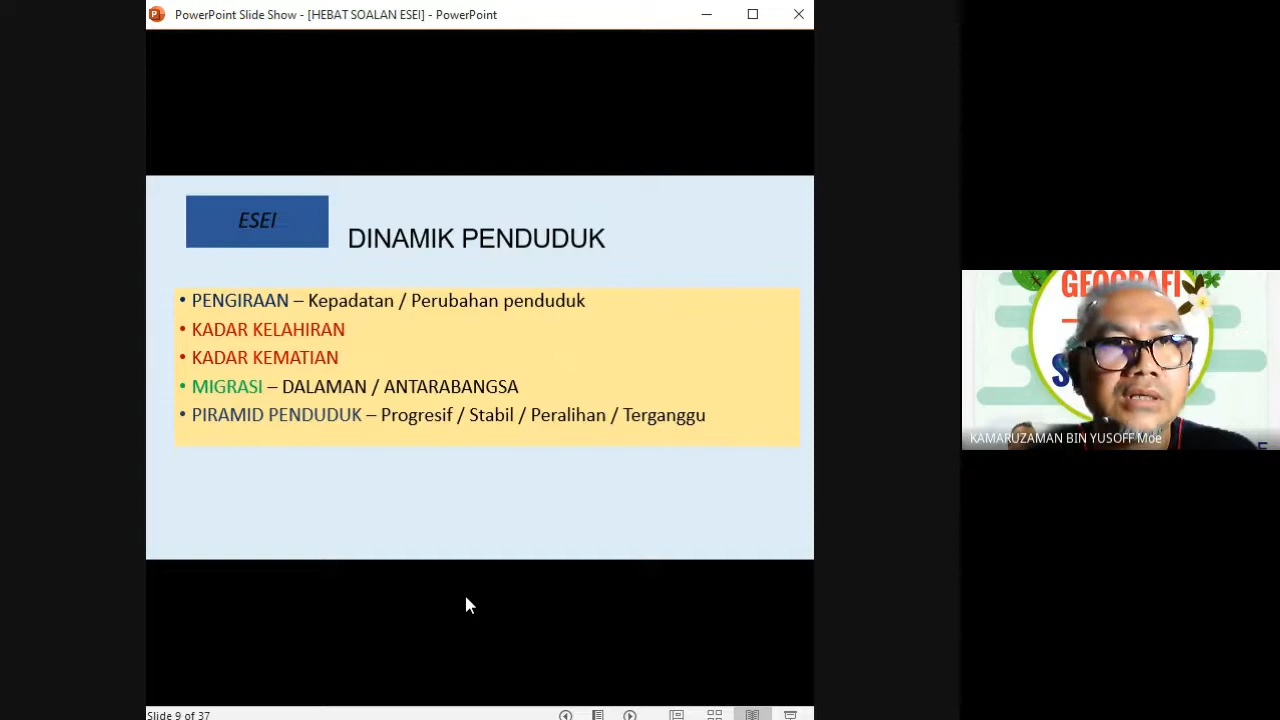 PowerPoint Slide Show - [HEBAT SOALAN ESEI] - PowerPoint
ESEI
DINAMIK PENDUDUK
• PENGIRAAN – Kepadatan / Perubahan penduduk
• KADAR KELAHIRAN
• KADAR KEMATIAN
• MIGRASI – DALAMAN / ANTARABANGSA
• PIRAMID PENDUDUK – Progresif / Stabil / Peralihan / Terganggu
GEOGRAFI
KAMARUZAMAN BIN YUSOFF Moe
Slide 9 of 37